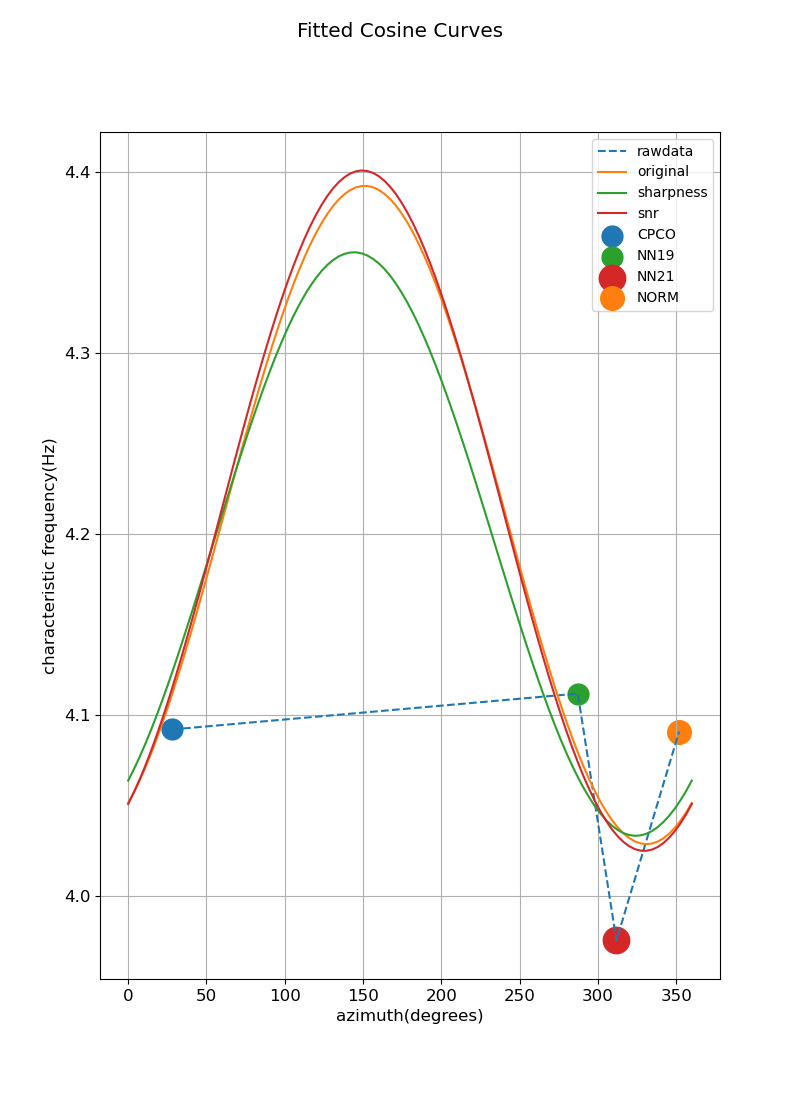 Fitted Cosine Curves
rawdata
original
sharpness
snr
CPCO
NN19
NN21
NORM
characteristic frequency(Hz)
4.4
4.3
4.2
4.1
4.0
0 50 100 150 200 250 300 350
azimuth(degrees)